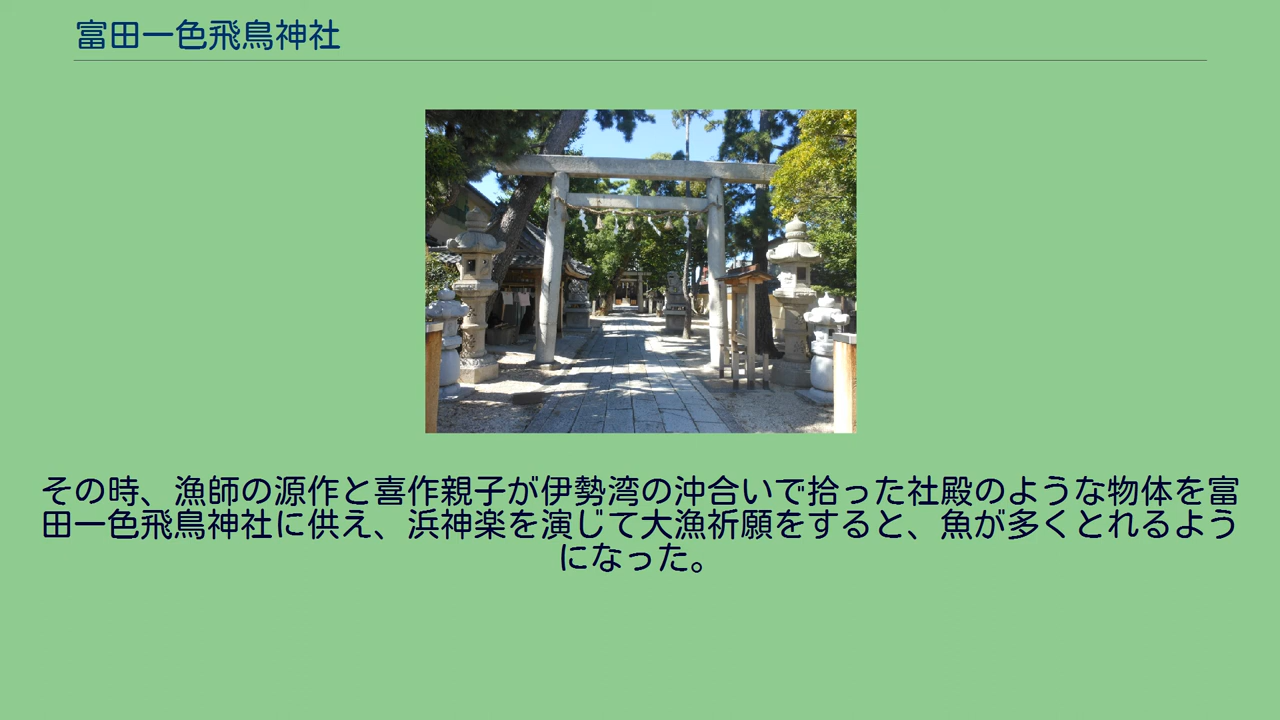 富田一色飛鳥神社
その時、漁師の源作と喜作親子が伊勢湾の沖合いで拾った社殿のような物体を富
田一色飛鳥神社に供え、浜神楽を演じて大漁祈願をすると、魚が多くとれるよう
になった。